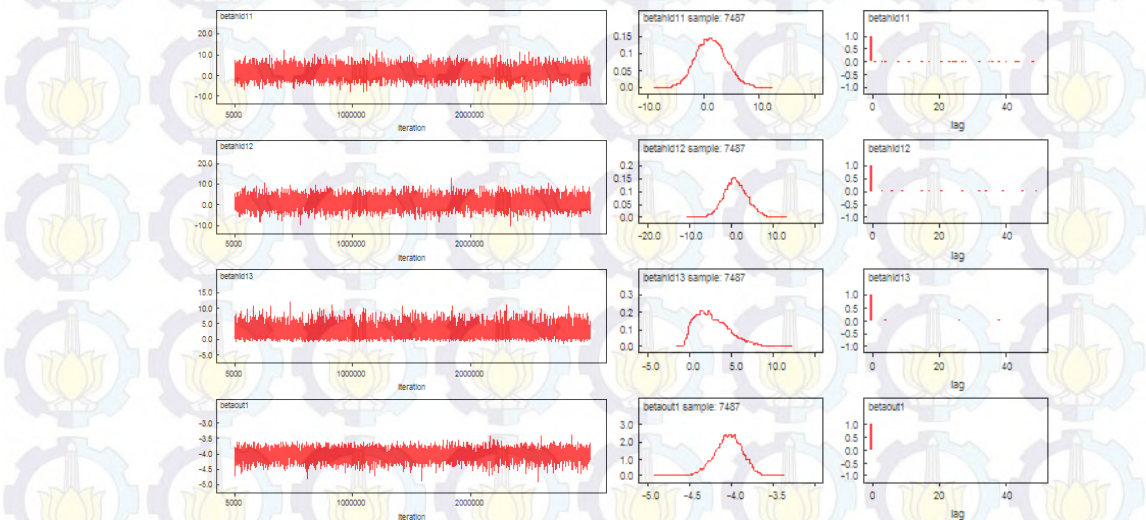 betahid11
20.0
10.0
0.0
-10.0
5000 1000000 2000000
iteration
betahid11 sample: 7487
0.15
0.1
0.05
0.0
-10.0 0.0 10.0
betahid11
1.0
0.5
0.0
-0.5
-1.0
0 20 40
lag
betahid12
20.0
10.0
0.0
-10.0
5000 1000000 2000000
iteration
betahid12 sample: 7487
0.2
0.15
0.1
0.05
0.0
-20.0 -10.0 0.0 10.0
betahid12
1.0
0.5
0.0
-0.5
-1.0
0 20 40
lag
betahid13
15.0
10.0
5.0
0.0
-5.0
5000 1000000 2000000
iteration
betahid13 sample: 7487
0.3
0.2
0.1
0.0
-5.0 0.0 5.0 10.0
betahid13
1.0
0.5
0.0
-0.5
-1.0
0 20 40
lag
betaout1
-3.0
-3.5
-4.0
-4.5
-5.0
5000 1000000 2000000
iteration
betaout1 sample: 7487
3.0
2.0
1.0
0.0
-5.0 -4.5 -4.0 -3.5
betaout1
1.0
0.5
0.0
-0.5
-1.0
0 20 40
lag